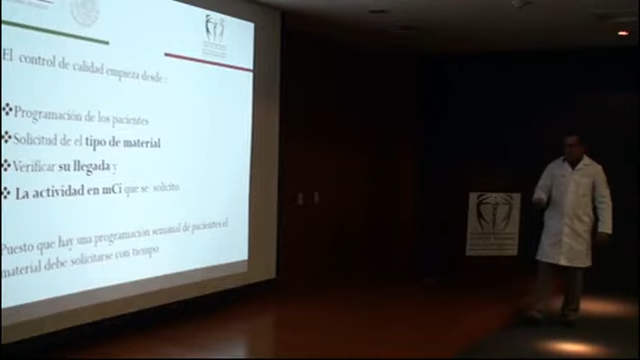 El control de calidad empieza desde :
❖Programación de los pacientes
❖Solicitud de el tipo de material
❖Verificar su llegada y
❖La actividad en mCi que se solicito.
Puesto que hay una programación semanal de pacientes el
material debe solicitarse con tiempo